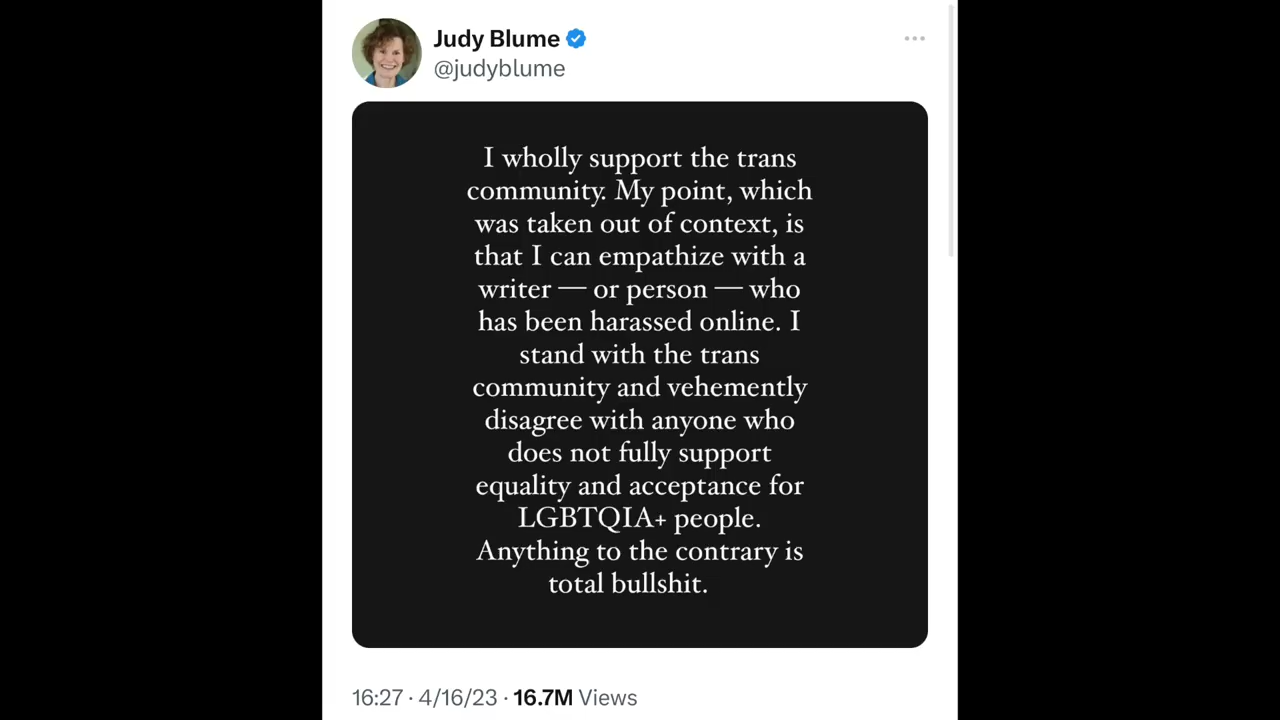 Judy Blume
@judyblume
I wholly support the trans
community. My point, which
was taken out of context, is
that I can empathize with a
writer — or person — who
has been harassed online. I
stand with the trans
community and vehemently
disagree with anyone who
does not fully support
equality and acceptance for
LGBTQIA+ people.
Anything to the contrary is
total bullshit.
16:27 · 4/16/23 · 16.7M Views